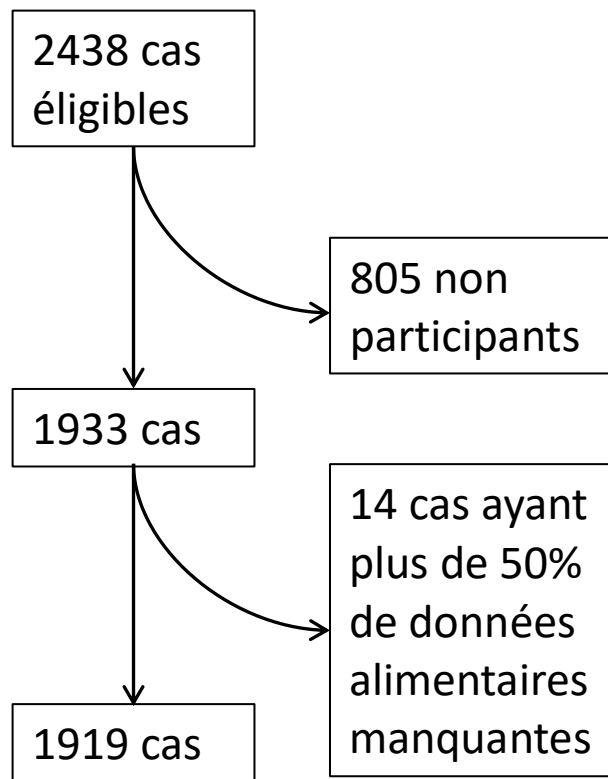 2438 cas
éligibles
805 non
participants
1933 cas
14 cas ayant
plus de 50%
de données
alimentaires
manquantes
1919 cas